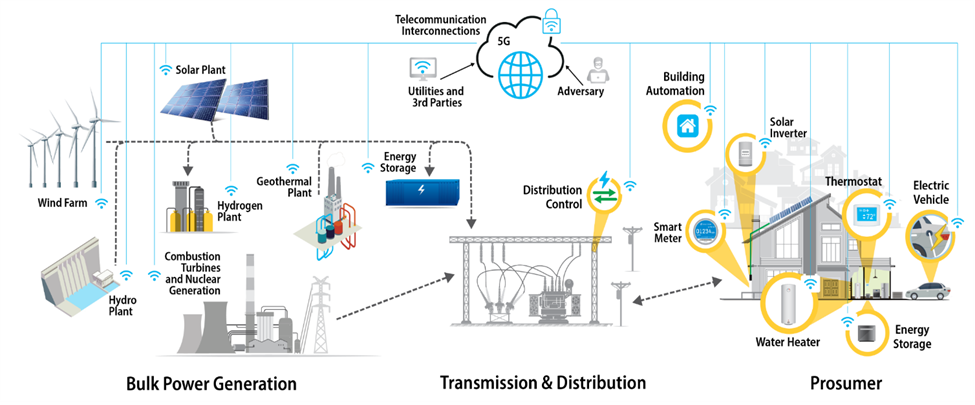 Telecommunication
Interconnections
5G
Solar Plant
Utilities and
3rd Parties
Adversary
Building
Automation
Solar
Inverter
Energy
Storage
Geothermal
Plant
Hydrogen
Plant
Wind Farm
Distribution
Control
Thermostat
72°
Electric
Vehicle
Smart
Meter
01234
Combustion
Turbines
and Nuclear
Generation
Hydro
Plant
Water Heater
Energy
Storage
Bulk Power Generation
Transmission & Distribution
Prosumer